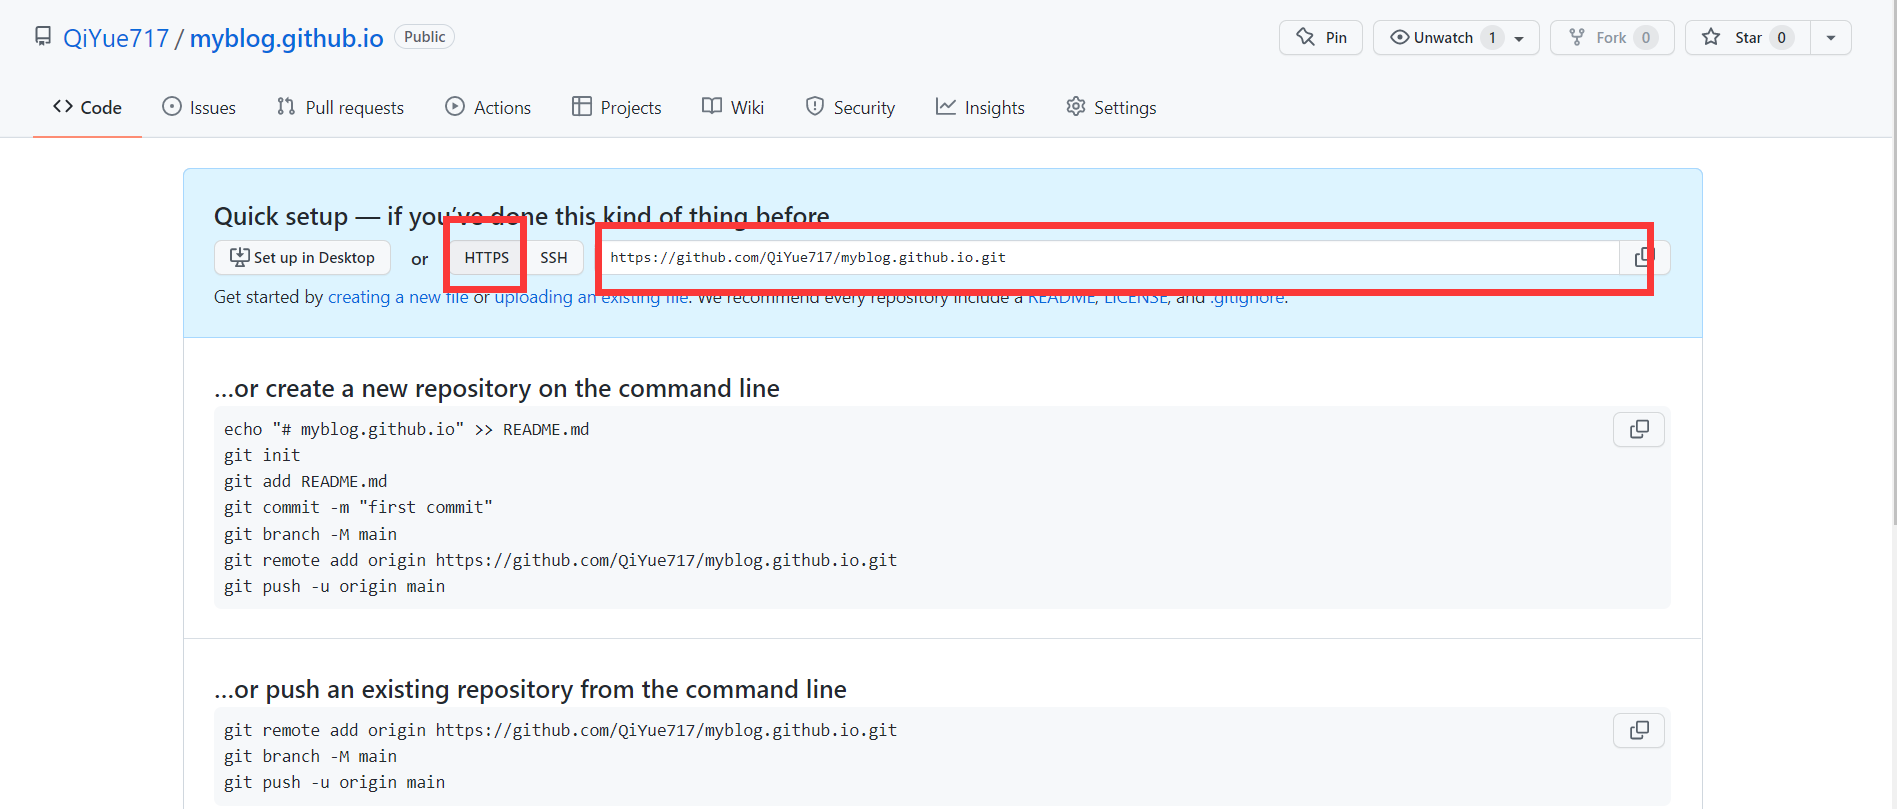 QiYue717 / myblog.github.io Public Pin Unwatch 1 Fork 0 Star 0
Code Issues Pull requests Actions Projects Wiki Security Insights Settings
Quick setup — if you've done this kind of thing before
Set up in Desktop or HTTPS SSH https://github.com/QiYue717/myblog.github.io.git
Get started by creating a new file or uploading an existing file. We recommend every repository include a README, LICENSE, and .gitignore.
...or create a new repository on the command line
echo "# myblog.github.io" >> README.md
git init
git add README.md
git commit -m "first commit"
git branch -M main
git remote add origin https://github.com/QiYue717/myblog.github.io.git
git push -u origin main
...or push an existing repository from the command line
git remote add origin https://github.com/QiYue717/myblog.github.io.git
git branch -M main
git push -u origin main